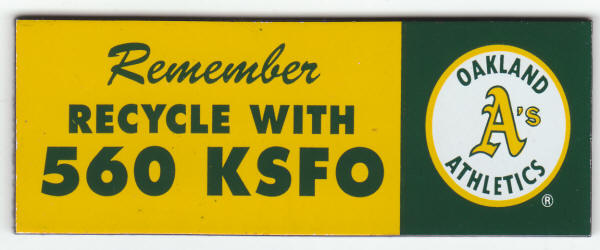 Remember
RECYCLE WITH
560 KSFO
OAKLAND
A's
ATHLETICS
®